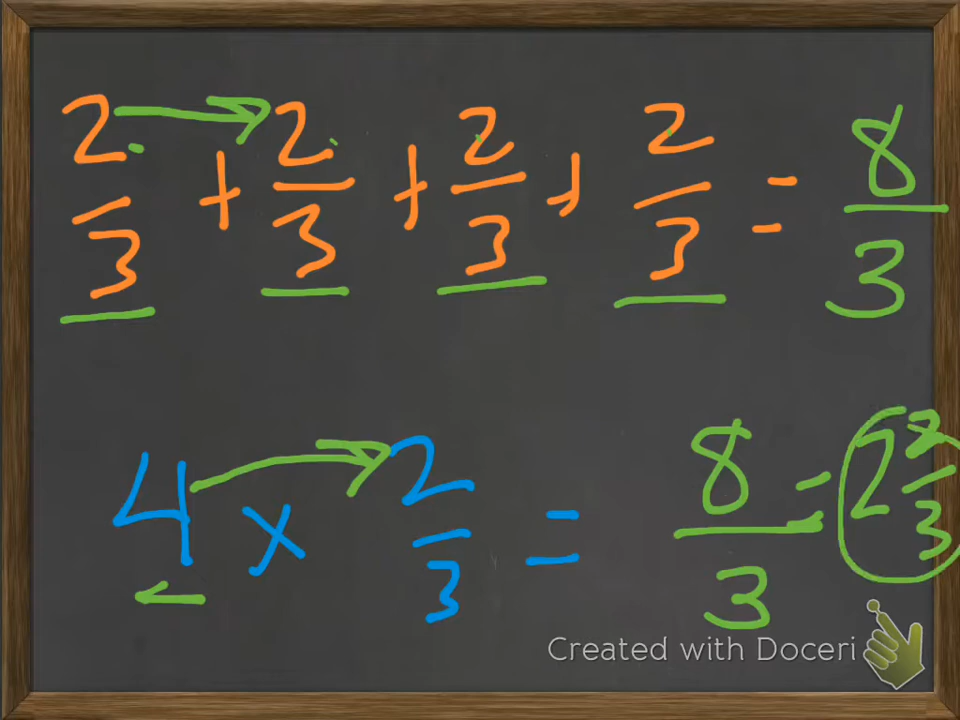 2/3 + 2/3 + 2/3 + 2/3 = 8/3
4 x 2/3 = 8/3 = 2 2/3
Created with Doceri